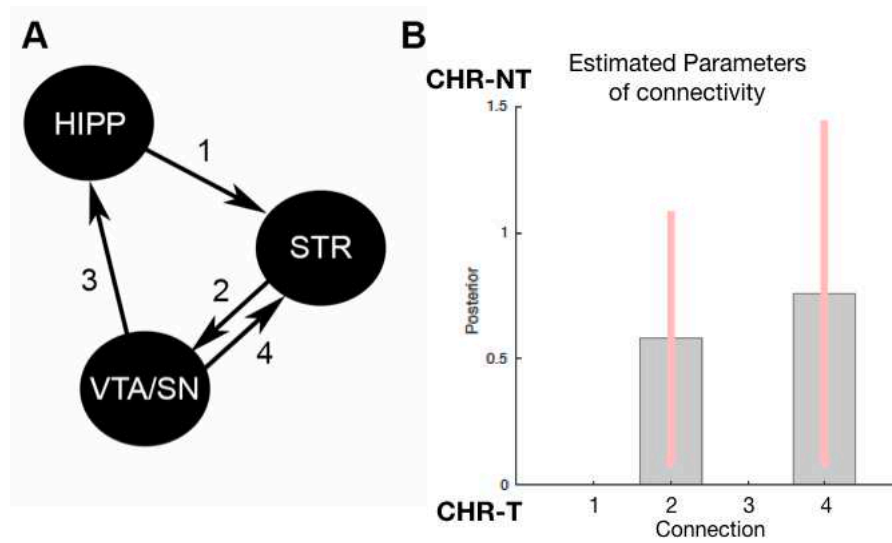 A
HIPP
1
STR
3
2
4
VTA/SN
B
CHR-NT
Estimated Parameters
of connectivity
1.5
1
0.5
0
Posterior
CHR-T
1
2
3
4
Connection